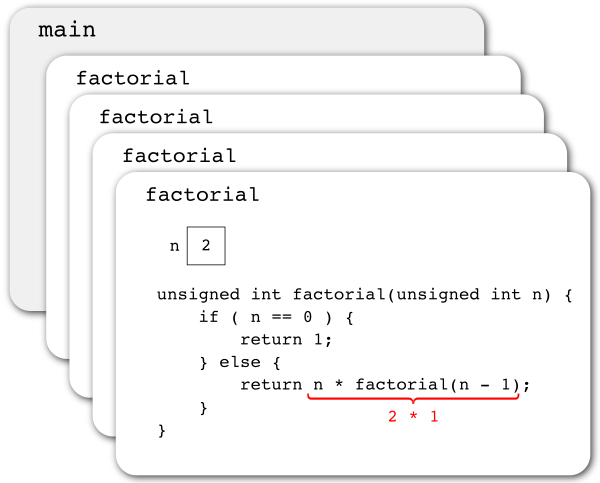 main
factorial
factorial
factorial
factorial
n 2
unsigned int factorial(unsigned int n) {
    if ( n == 0 ) {
        return 1;
    } else {
        return n * factorial(n - 1);
2 * 1
    }
}